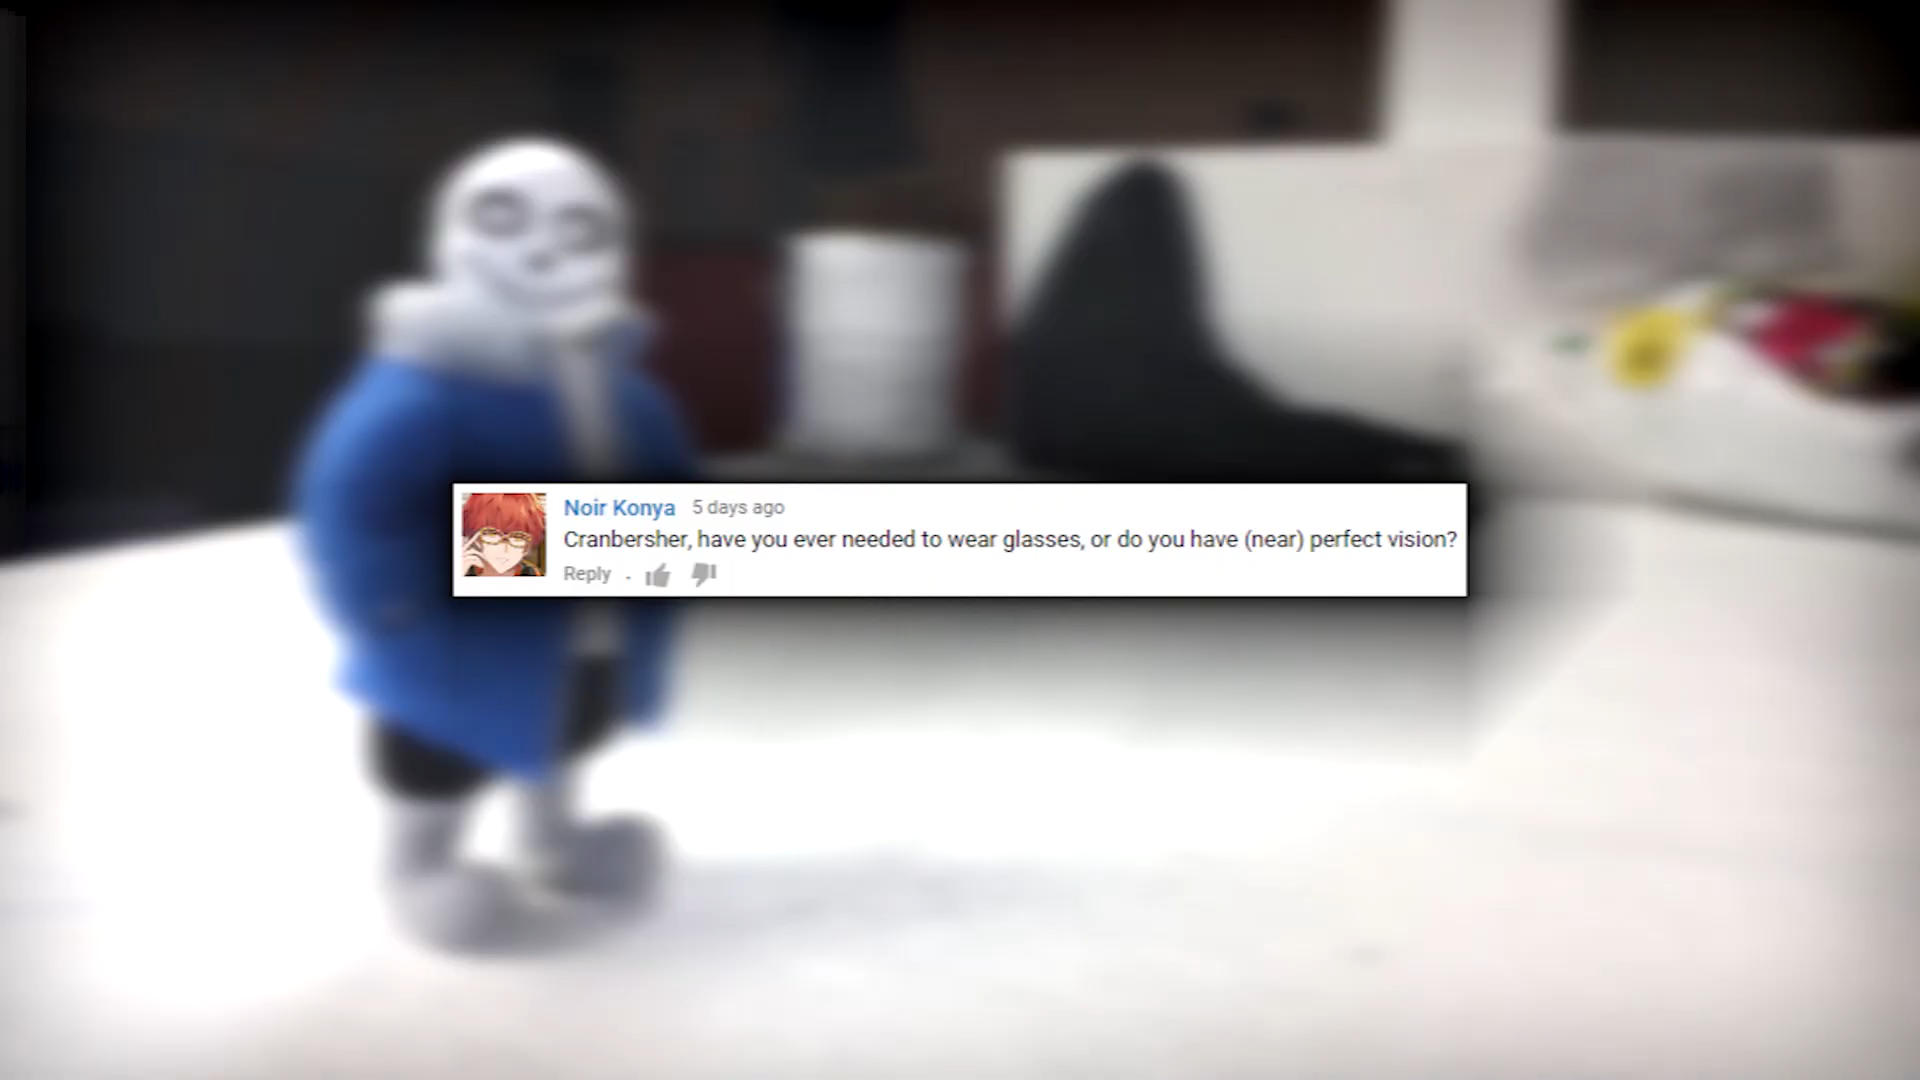 Noir Konya 5 days ago
Cranbersher, have you ever needed to wear glasses, or do you have (near) perfect vision?
Reply .